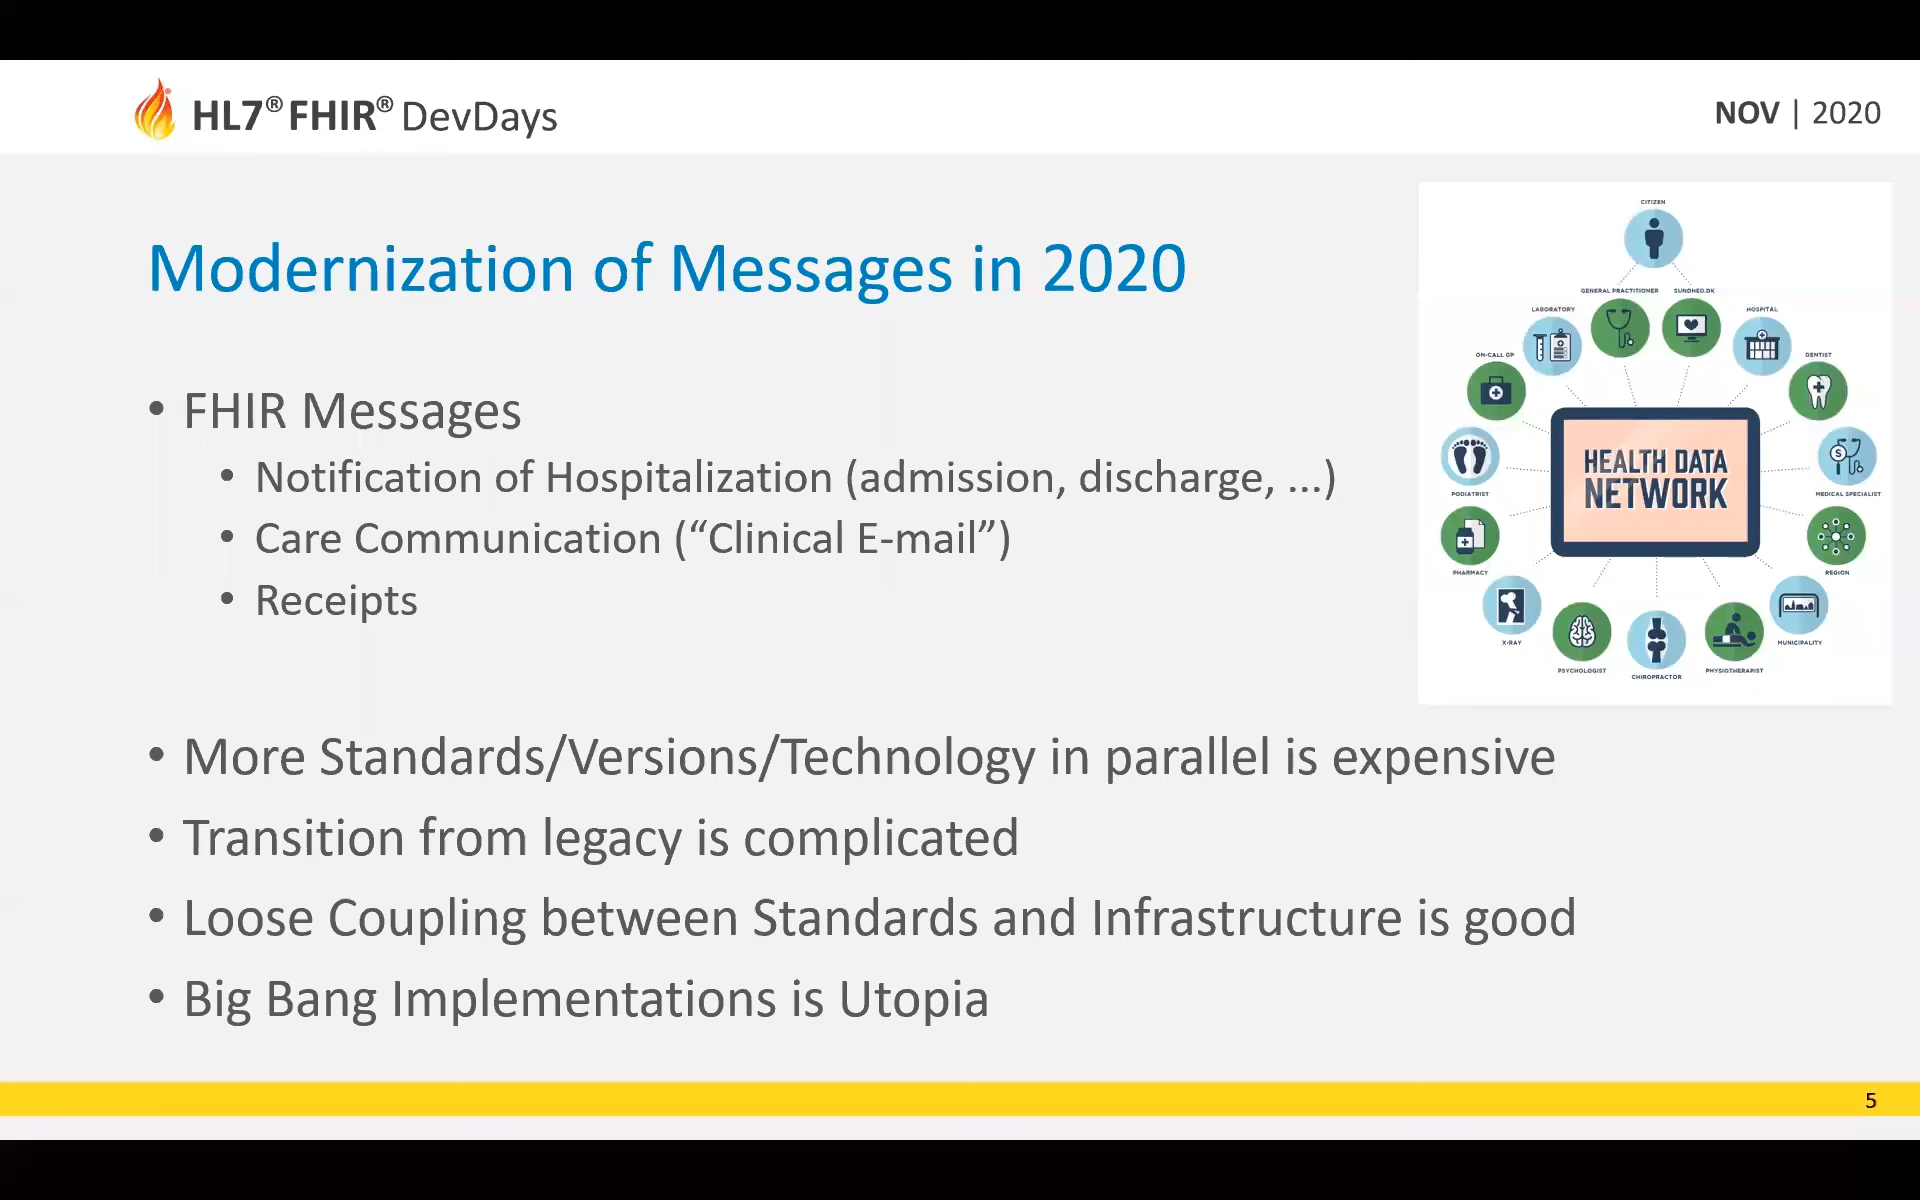 HL7® FHIR® DevDays
NOV | 2020
Modernization of Messages in 2020
• FHIR Messages
• Notification of Hospitalization (admission, discharge, ...)
• Care Communication (“Clinical E-mail”)
• Receipts
• More Standards/Versions/Technology in parallel is expensive
• Transition from legacy is complicated
• Loose Coupling between Standards and Infrastructure is good
• Big Bang Implementations is Utopia
CITIZEN
GENERAL PRACTITIONER
SUNDHED.DK
LABORATORY
HOSPITAL
ON-CALL GP
DENTIST
HEALTH DATA
NETWORK
PODIATRIST
MEDICAL SPECIALIST
PHARMACY
REGION
X-RAY
MUNICIPALITY
PSYCHOLOGIST
CHIROPRACTOR
PHYSIOTHERAPIST
5